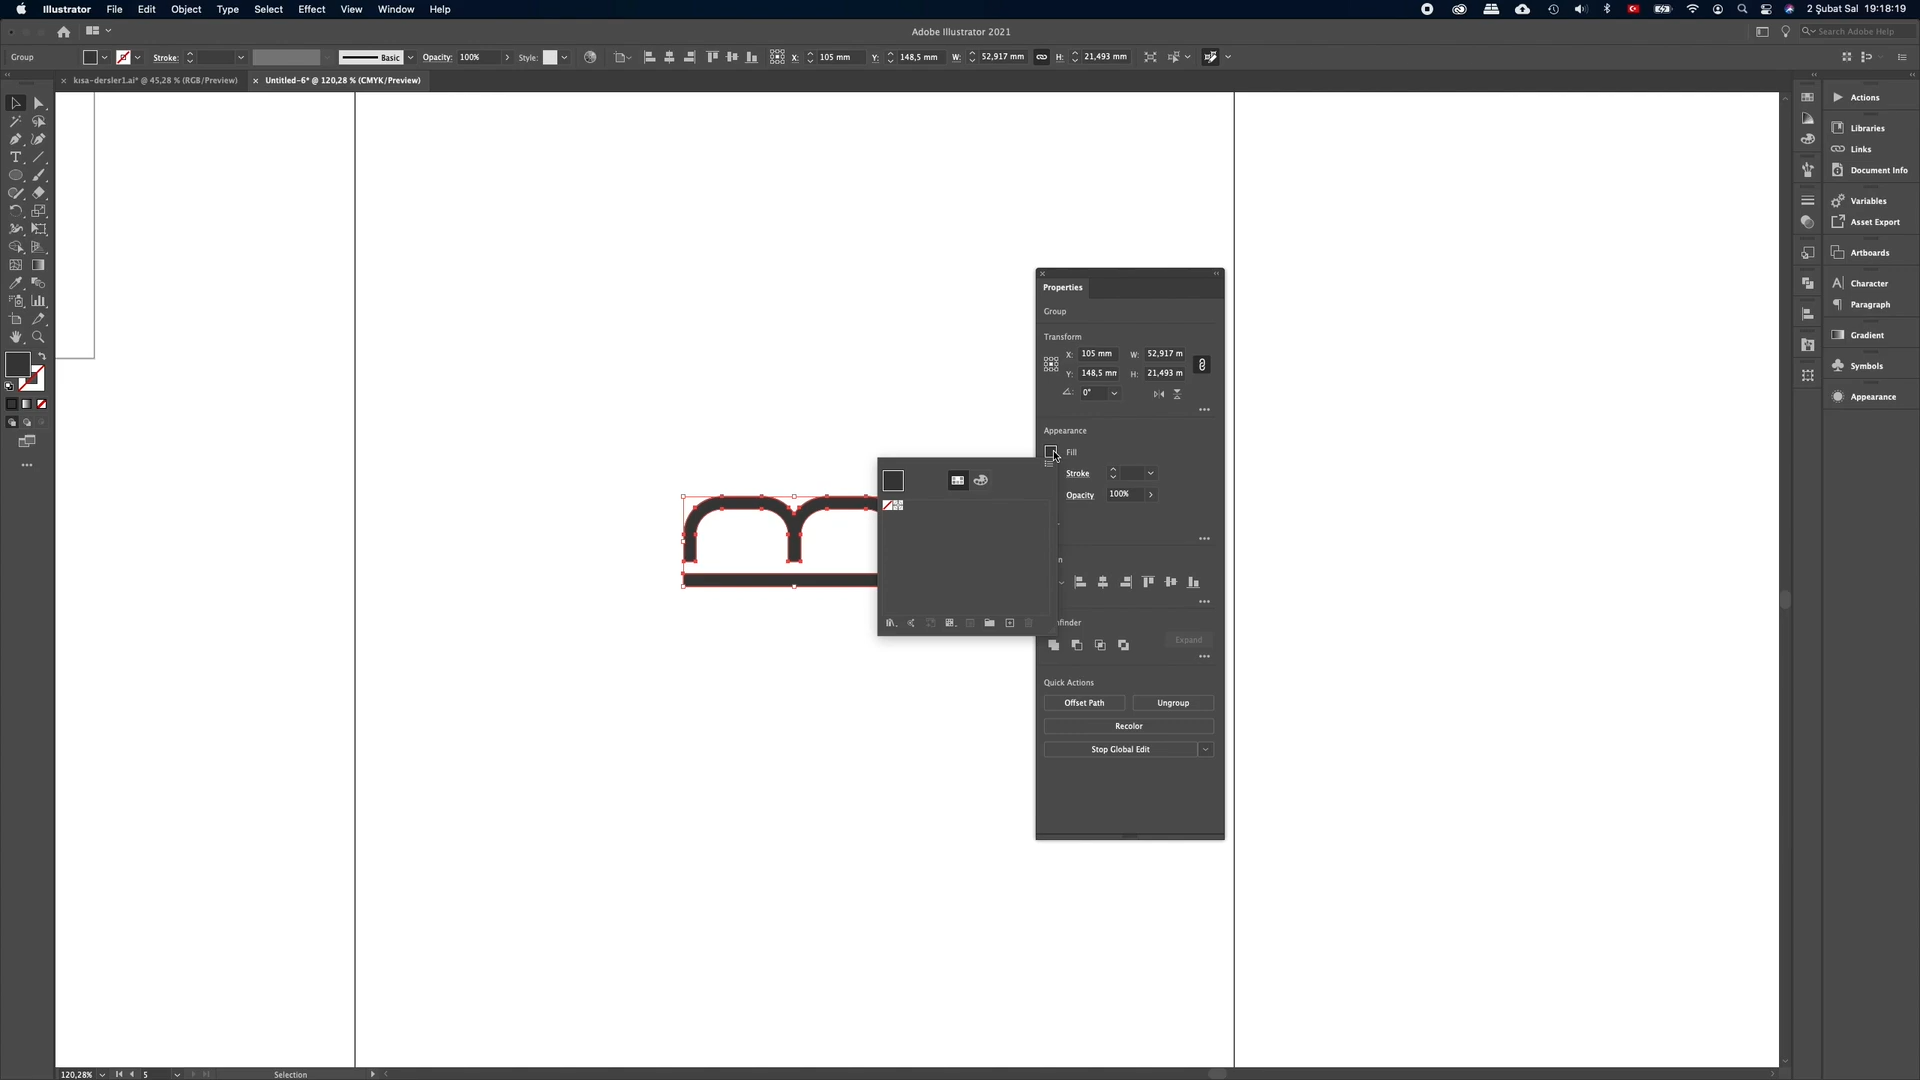 Illustrator File Edit Object Type Select Effect View Window Help
2 Şubat Sal 19:18:19
Adobe Illustrator 2021
Search Adobe Help
Group
Stroke:
Basic
Opacity: 100%
Style:
X: 105 mm
Y: 148,5 mm
W: 52,917 mm
H: 21,493 mm
kısa-dersler1.ai* @ 45,28 % (RGB/Preview)
Untitled-6* @ 120,28 % (CMYK/Preview)
Actions
Libraries
Links
Document Info
Variables
Asset Export
Artboards
Character
Paragraph
Gradient
Symbols
Appearance
Properties
Group
Transform
X: 105 mm W: 52,917 m
Y: 148,5 mm H: 21,493 m
0°
Appearance
Fill
Stroke
Opacity 100%
Expand
Quick Actions
Offset Path Ungroup
Recolor
Stop Global Edit
120,28% 5 Selection